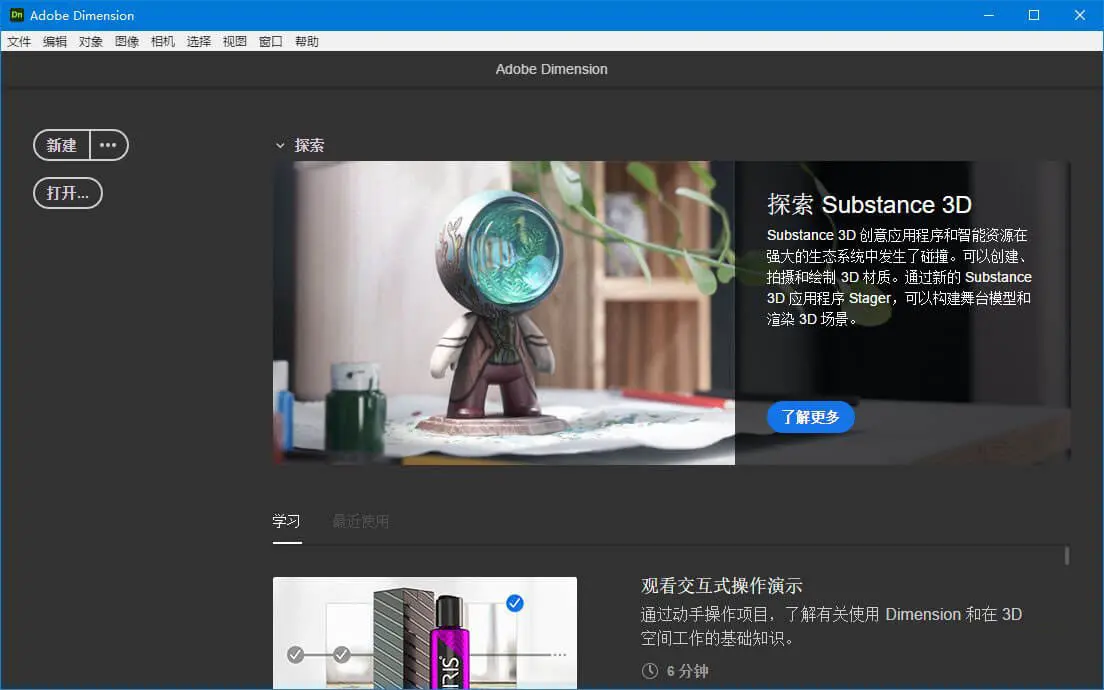 Dn Adobe Dimension
文件 编辑 对象 图像 相机 选择 视图 窗口 帮助
Adobe Dimension
新建 •••
打开...
探索
探索 Substance 3D
Substance 3D 创意应用程序和智能资源在
强大的生态系统中发生了碰撞。可以创建、
拍摄和绘制 3D 材质。通过新的 Substance
3D 应用程序 Stager，可以构建舞台模型和
渲染 3D 场景。
了解更多
学习 最近使用
观看交互式操作演示
通过动手操作项目，了解有关使用 Dimension 和在 3D
空间工作的基础知识。
6 分钟
RIS